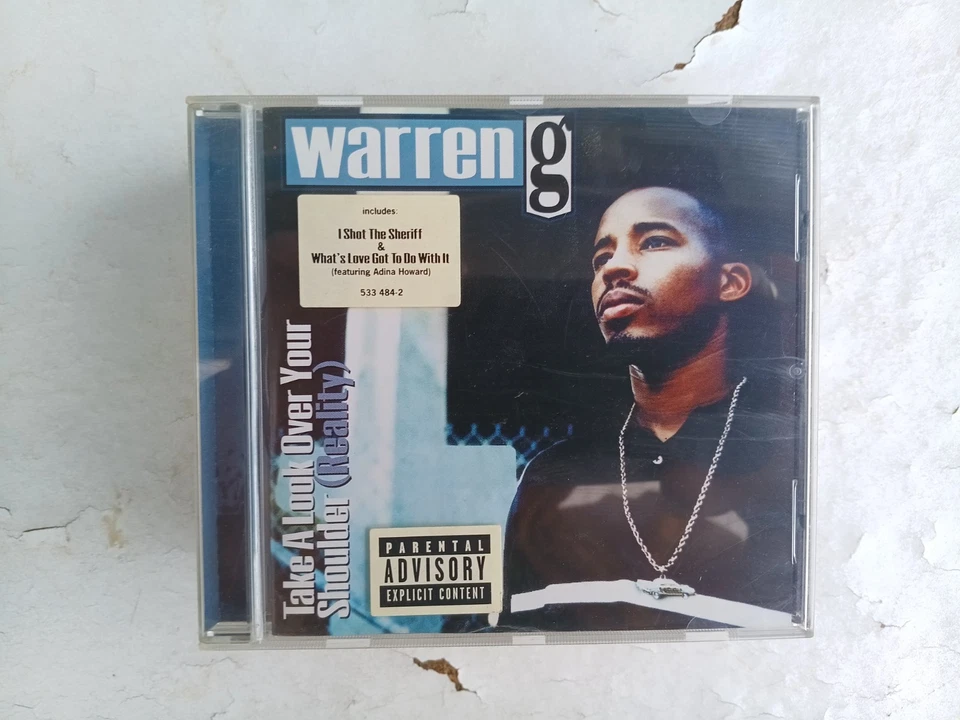 warren g
includes:
I Shot The Sheriff
&
What's Love Got To Do With It
(featuring Adina Howard)
533 484-2
Take A Look Over Your
Shoulder (Reality)
PARENTAL
ADVISORY
EXPLICIT CONTENT